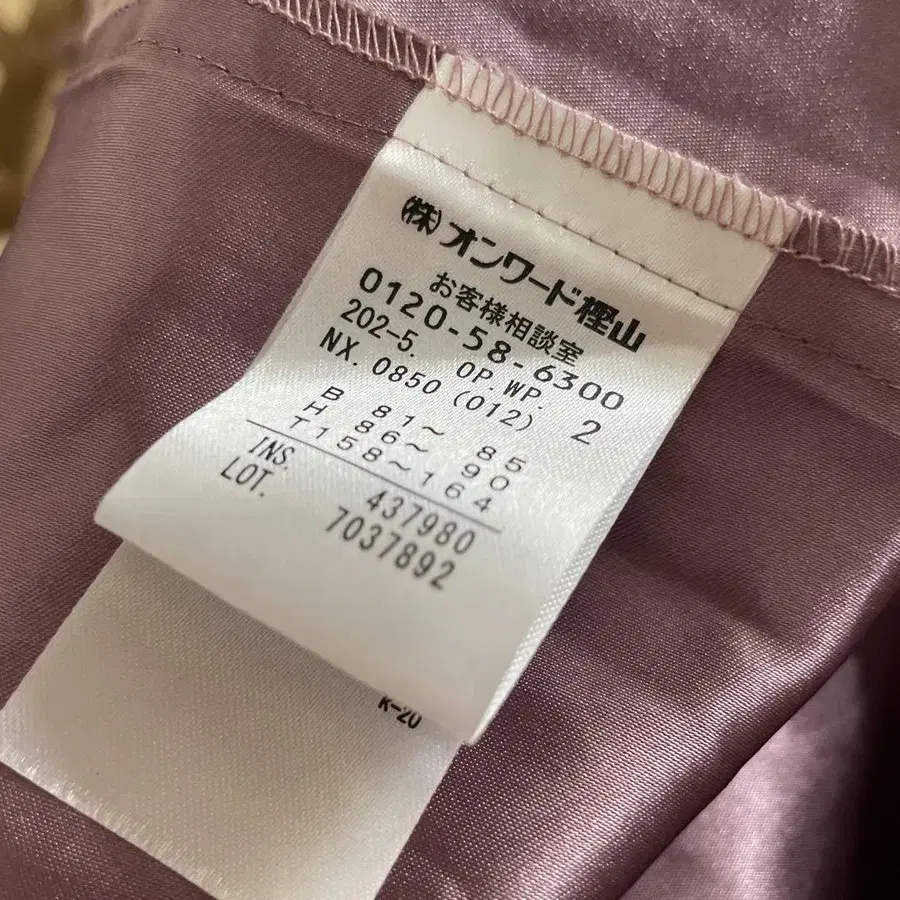 ㈱オンワード樫山
お客様相談室
0120-58-6300
202-5. OP.WP.
NX. 0850 (012) 2
B 81～ 85
H 86～ 90
T158～164
INS. 437980
LOT. 7037892
K-20